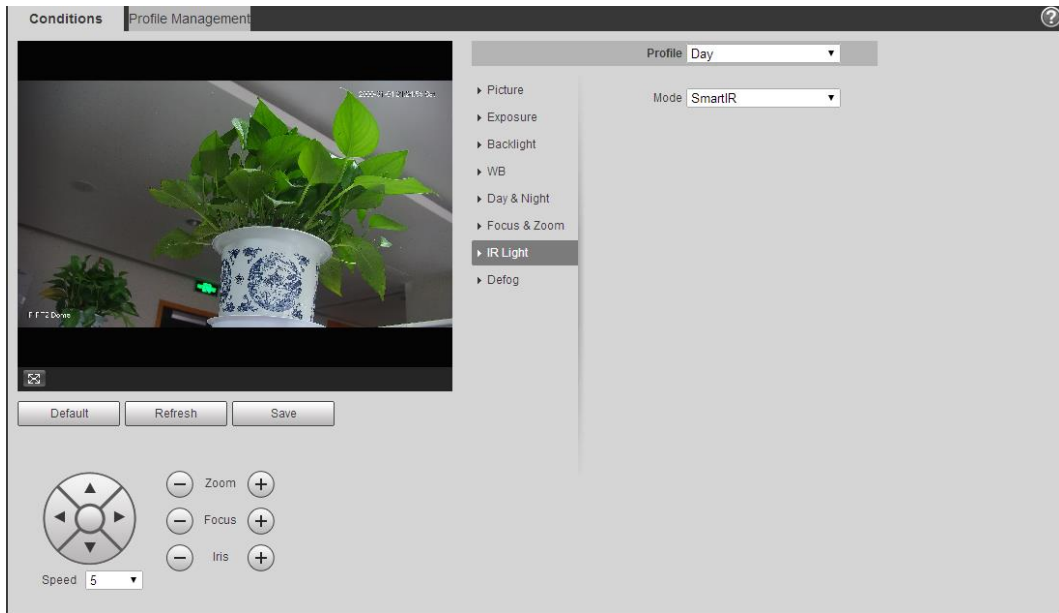 Conditions
Profile Management
Profile Day
Mode SmartIR
Picture
Exposure
Backlight
WB
Day & Night
Focus & Zoom
IR Light
Defog
Dome
Default
Refresh
Save
Zoom
Focus
Iris
Speed 5